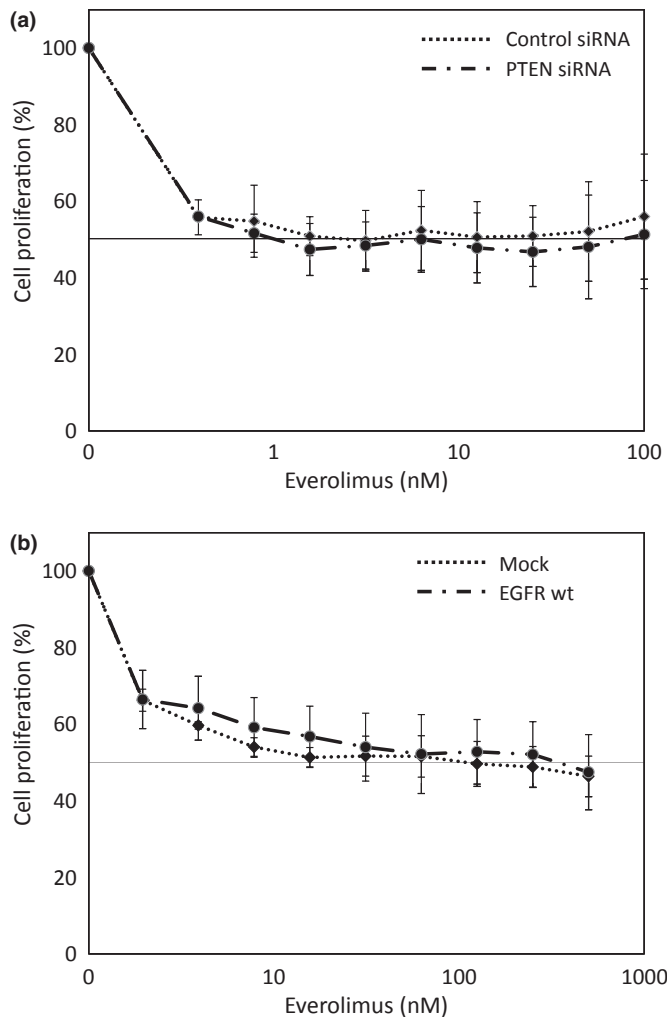 (a)
Control siRNA
PTEN siRNA
Cell proliferation (%)
100
80
60
40
20
0
0 1 10 100
Everolimus (nM)
(b)
Mock
EGFR wt
Cell proliferation (%)
100
80
60
40
20
0
0 10 100 1000
Everolimus (nM)